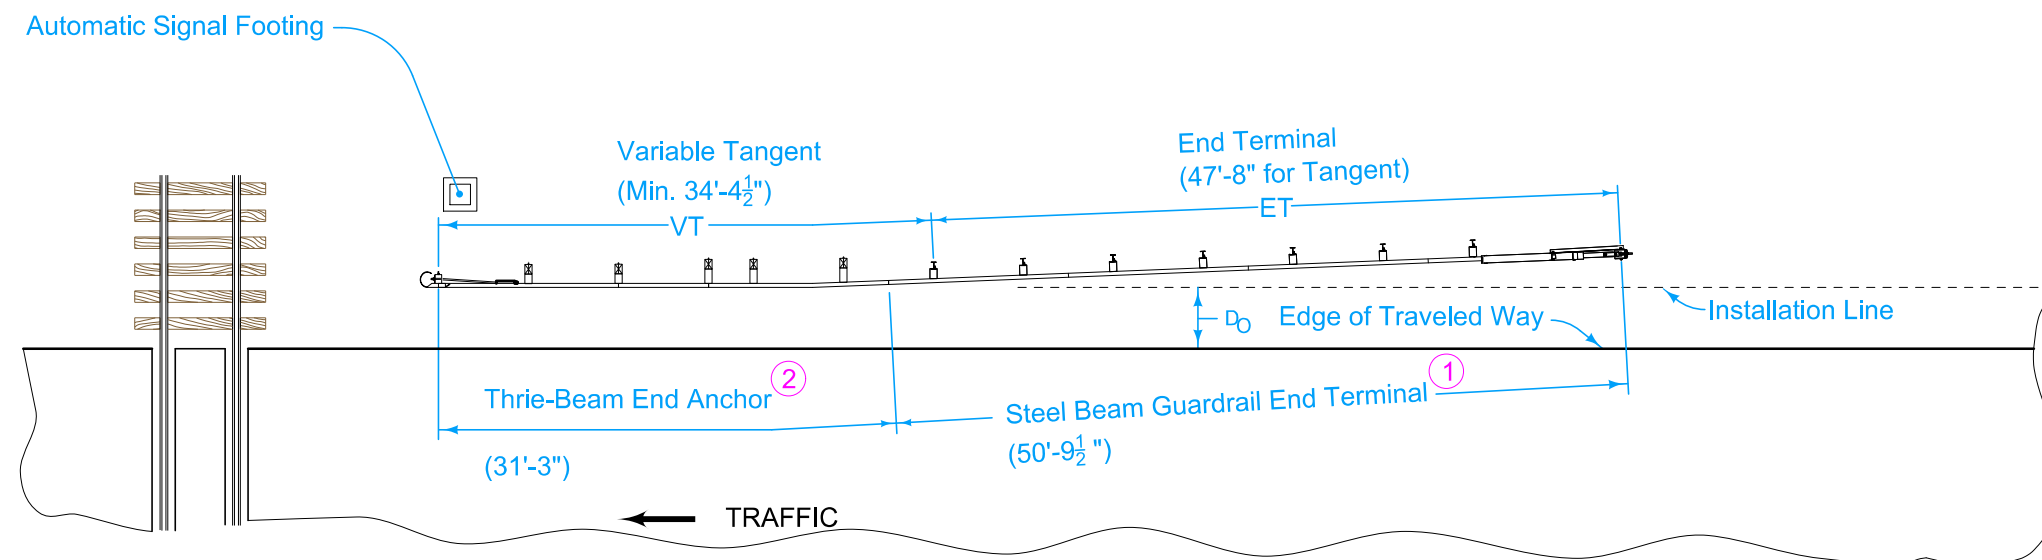 Automatic Signal Footing
Variable Tangent
(Min. 34'-4½")
VT
End Terminal
(47'-8" for Tangent)
ET
Installation Line
DO
Edge of Traveled Way
Thrie-Beam End Anchor 2
(31'-3")
Steel Beam Guardrail End Terminal 1
(50'-9½ ")
TRAFFIC